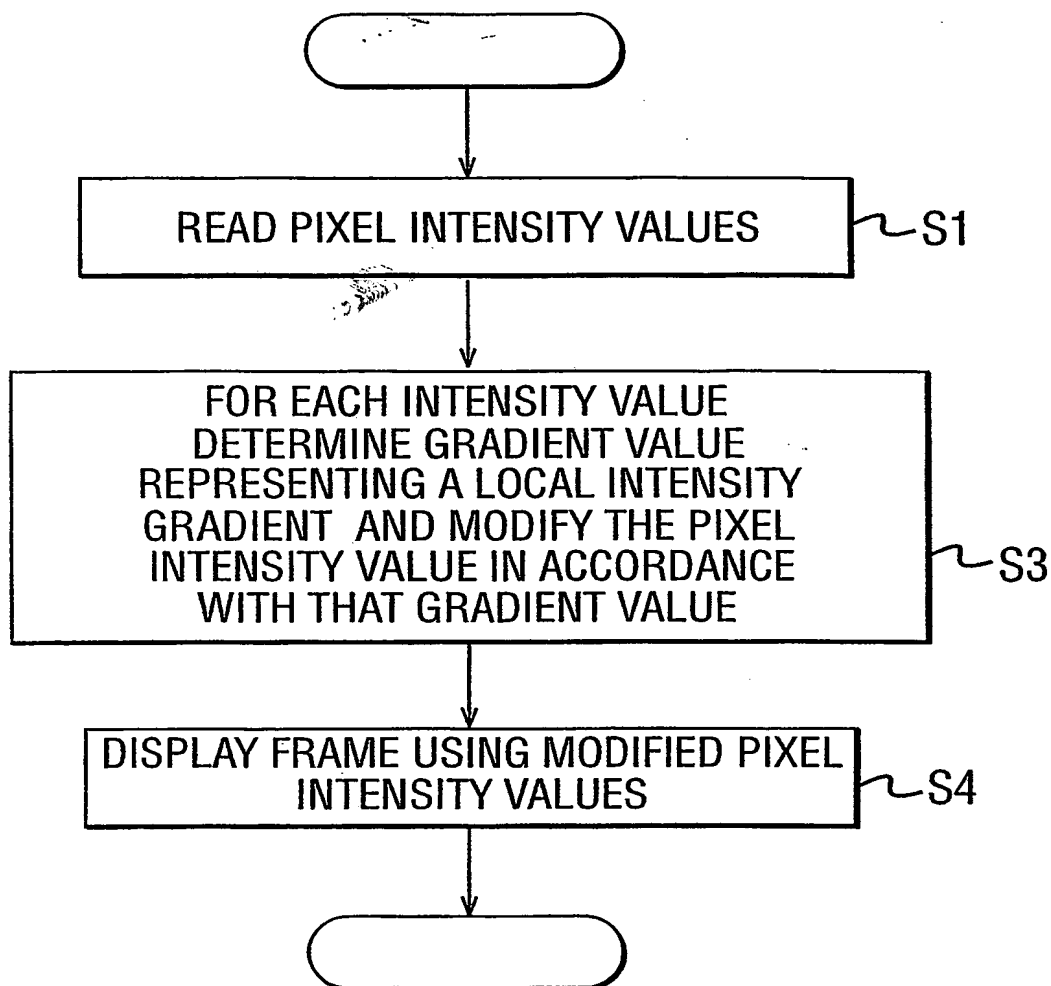 READ PIXEL INTENSITY VALUES
S1
FOR EACH INTENSITY VALUE
DETERMINE GRADIENT VALUE
REPRESENTING A LOCAL INTENSITY
GRADIENT AND MODIFY THE PIXEL
INTENSITY VALUE IN ACCORDANCE
WITH THAT GRADIENT VALUE
S3
DISPLAY FRAME USING MODIFIED PIXEL
INTENSITY VALUES
S4